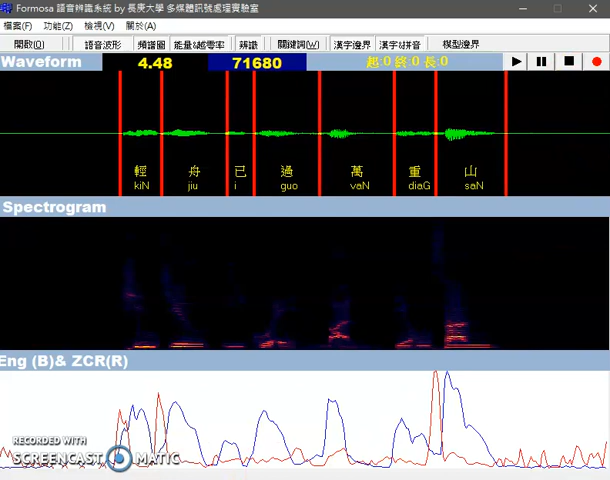 Formosa 語音辨識系統 by 長庚大學 多媒體訊號處理實驗室
檔案(F) 功能(Z) 檢視(V) 關於(A)
開啟(O) 語音波形 頻譜圖 能量&越零率 辨識 關鍵詞(W) 漢字邊界 漢字&拼音 模型邊界
Waveform 4.48 71680 起:0 終:0 長:0
輕 舟 已 過 萬 重 山
kiN jiu i guo vaN diaG saN
Spectrogram
Eng (B)& ZCR(R)
RECORDED WITH
SCREENCAST MATIC